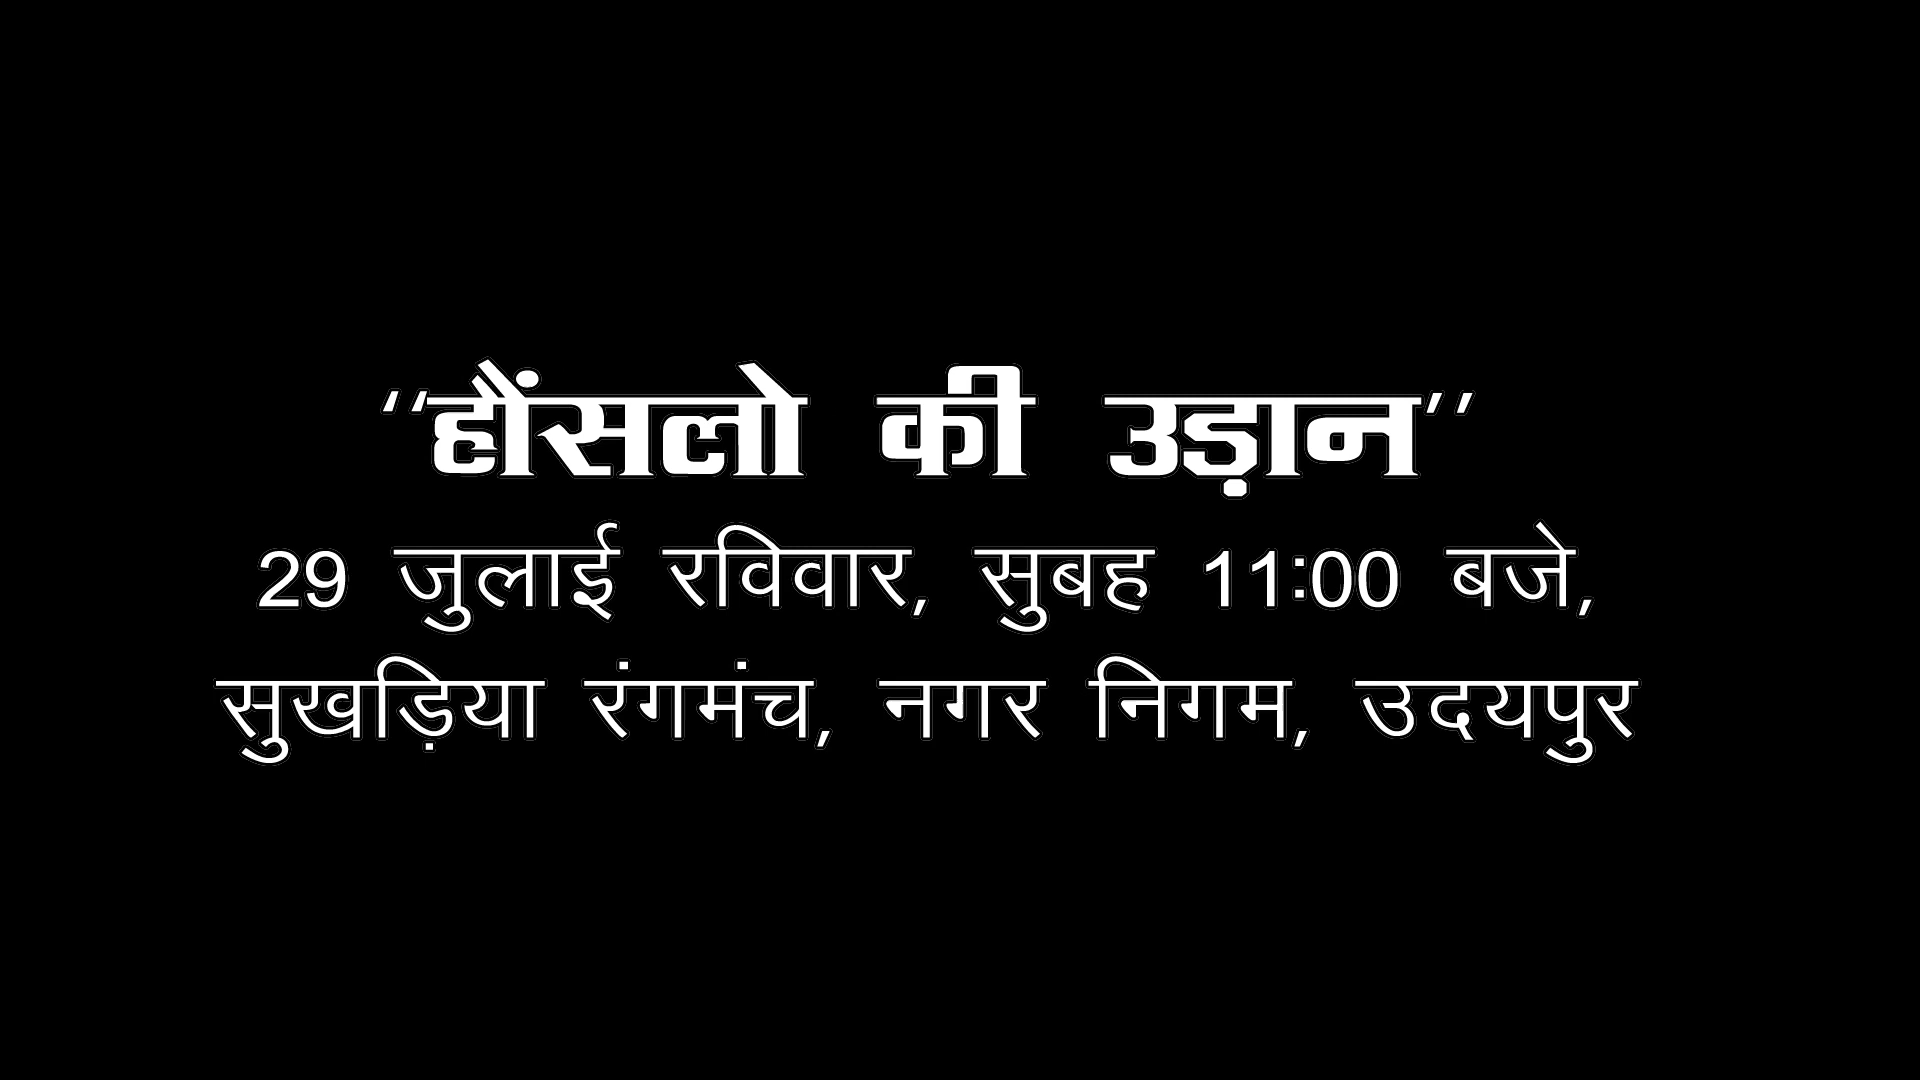 ‘‘हौंसलो की उड़ान’’
29 जुलाई रविवार, सुबह 11:00 बजे,
सुखड़िया रंगमंच, नगर निगम, उदयपुर